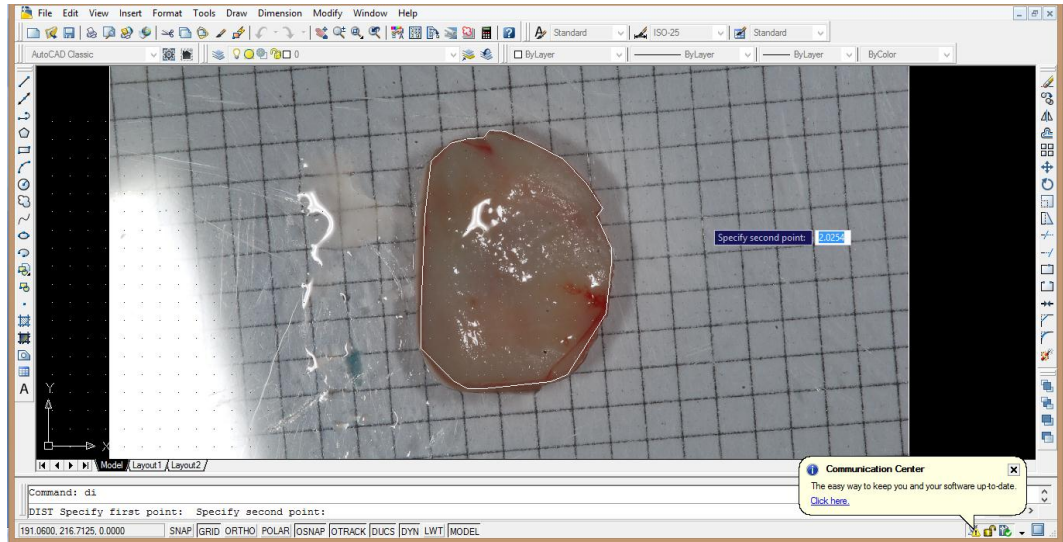 File Edit View Insert Format Tools Draw Dimension Modify Window Help
Standard ISO-25 Standard
AutoCAD Classic 0 ByLayer ByLayer ByLayer ByColor
Specify second point: 2.0254
Y
X
Model Layout1 Layout2
Communication Center
The easy way to keep you and your software up-to-date.
Click here.
Command: di
DIST Specify first point: Specify second point:
191.0600, 216.7125, 0.0000 SNAP GRID ORTHO POLAR OSNAP OTRACK DUCS DYN LWT MODEL